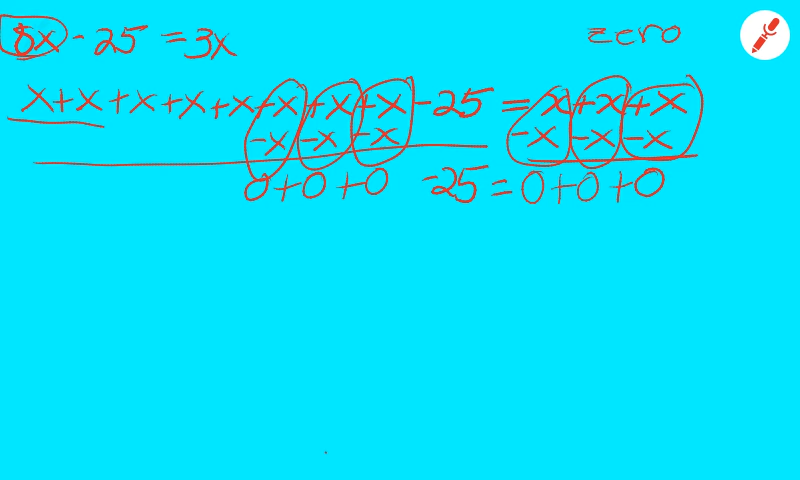 8x - 25 = 3x zero
x+x+x+x+x+x+x+x-25 = x+x+x
-x -x -x -x -x -x
0+0+0 -25=0+0+0